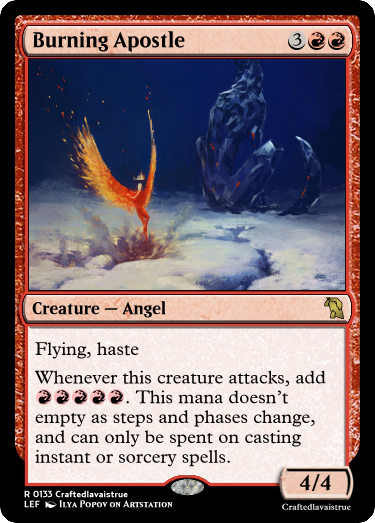 Burning Apostle 3
Creature — Angel
Flying, haste
Whenever this creature attacks, add
. This mana doesn't
empty as steps and phases change,
and can only be spent on casting
instant or sorcery spells.
4/4
R 0133 Craftedlavaistrue
LEF Ilya Popov on Artstation
Craftedlavaistrue